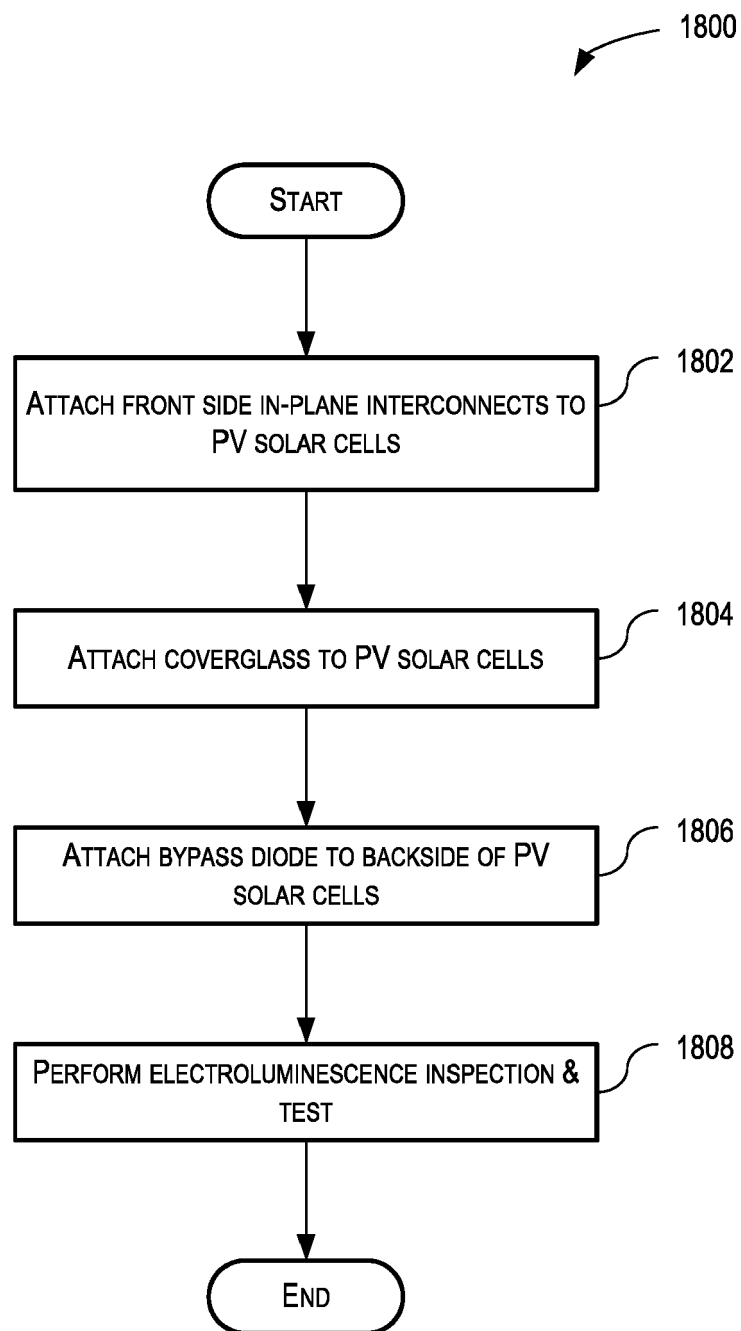 1800
START
1802
ATTACH FRONT SIDE IN-PLANE INTERCONNECTS TO
PV SOLAR CELLS
1804
ATTACH COVERGLASS TO PV SOLAR CELLS
1806
ATTACH BYPASS DIODE TO BACKSIDE OF PV
SOLAR CELLS
1808
PERFORM ELECTROLUMINESCENCE INSPECTION &
TEST
END